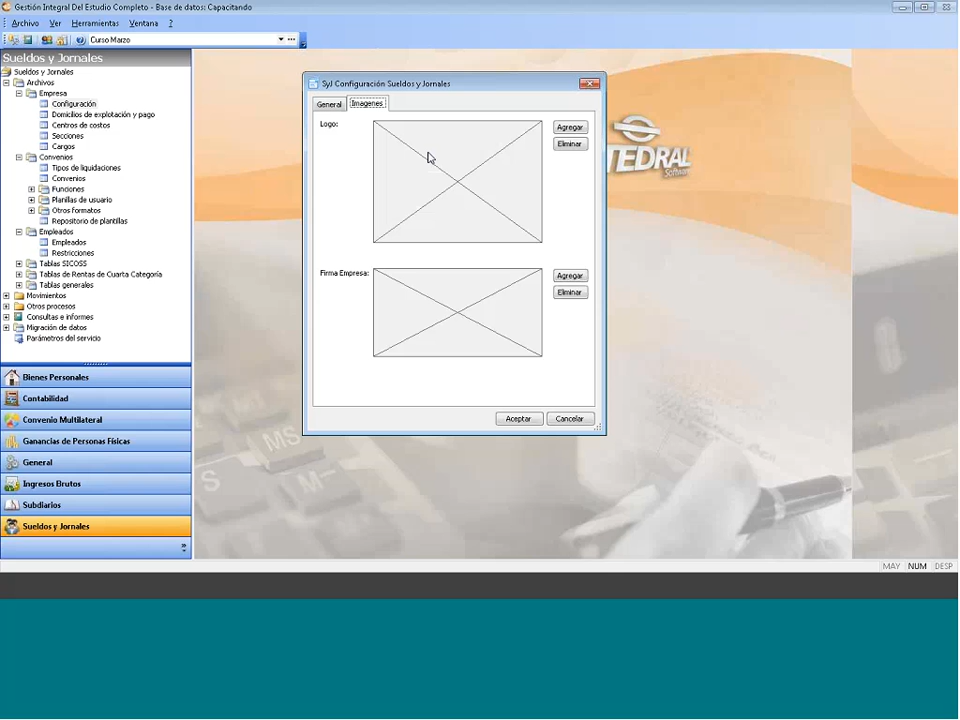 Gestión Integral Del Estudio Completo - Base de datos: Capacitando
Archivo Ver Herramientas Ventana ?
Curso Marzo
Sueldos y Jornales
Sueldos y Jornales
Archivos
Empresa
Configuración
Domicilios de explotación y pago
Centros de costos
Secciones
Cargos
Convenios
Tipos de liquidaciones
Convenios
Funciones
Planillas de usuario
Otros formatos
Repositorio de plantillas
Empleados
Empleados
Restricciones
Tablas SICOSS
Tablas de Rentas de Cuarta Categoría
Tablas generales
Movimientos
Otros procesos
Consultas e informes
Migración de datos
Parámetros del servicio
Bienes Personales
Contabilidad
Convenio Multilateral
Ganancias de Personas Físicas
General
Ingresos Brutos
Subdiarios
Sueldos y Jornales
SyJ Configuración Sueldos y Jornales
General Imagenes
Logo:
Agregar
Eliminar
Firma Empresa:
Agregar
Eliminar
Aceptar Cancelar
TEDRAL
Software
MS
M-
S
MAY NUM DESP